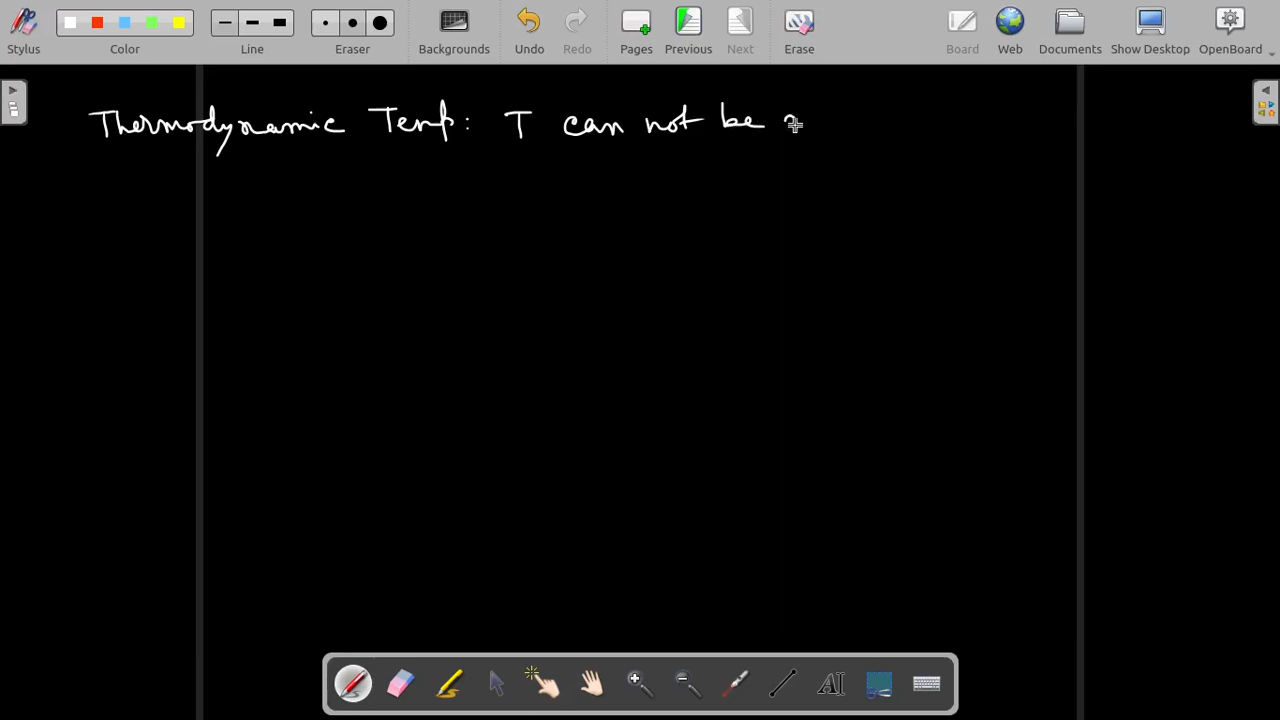 Stylus Color Line Eraser Backgrounds Undo Redo Pages Previous Next Erase Board Web Documents Show Desktop OpenBoard
Thermodynamic Temp: T can not be
AI